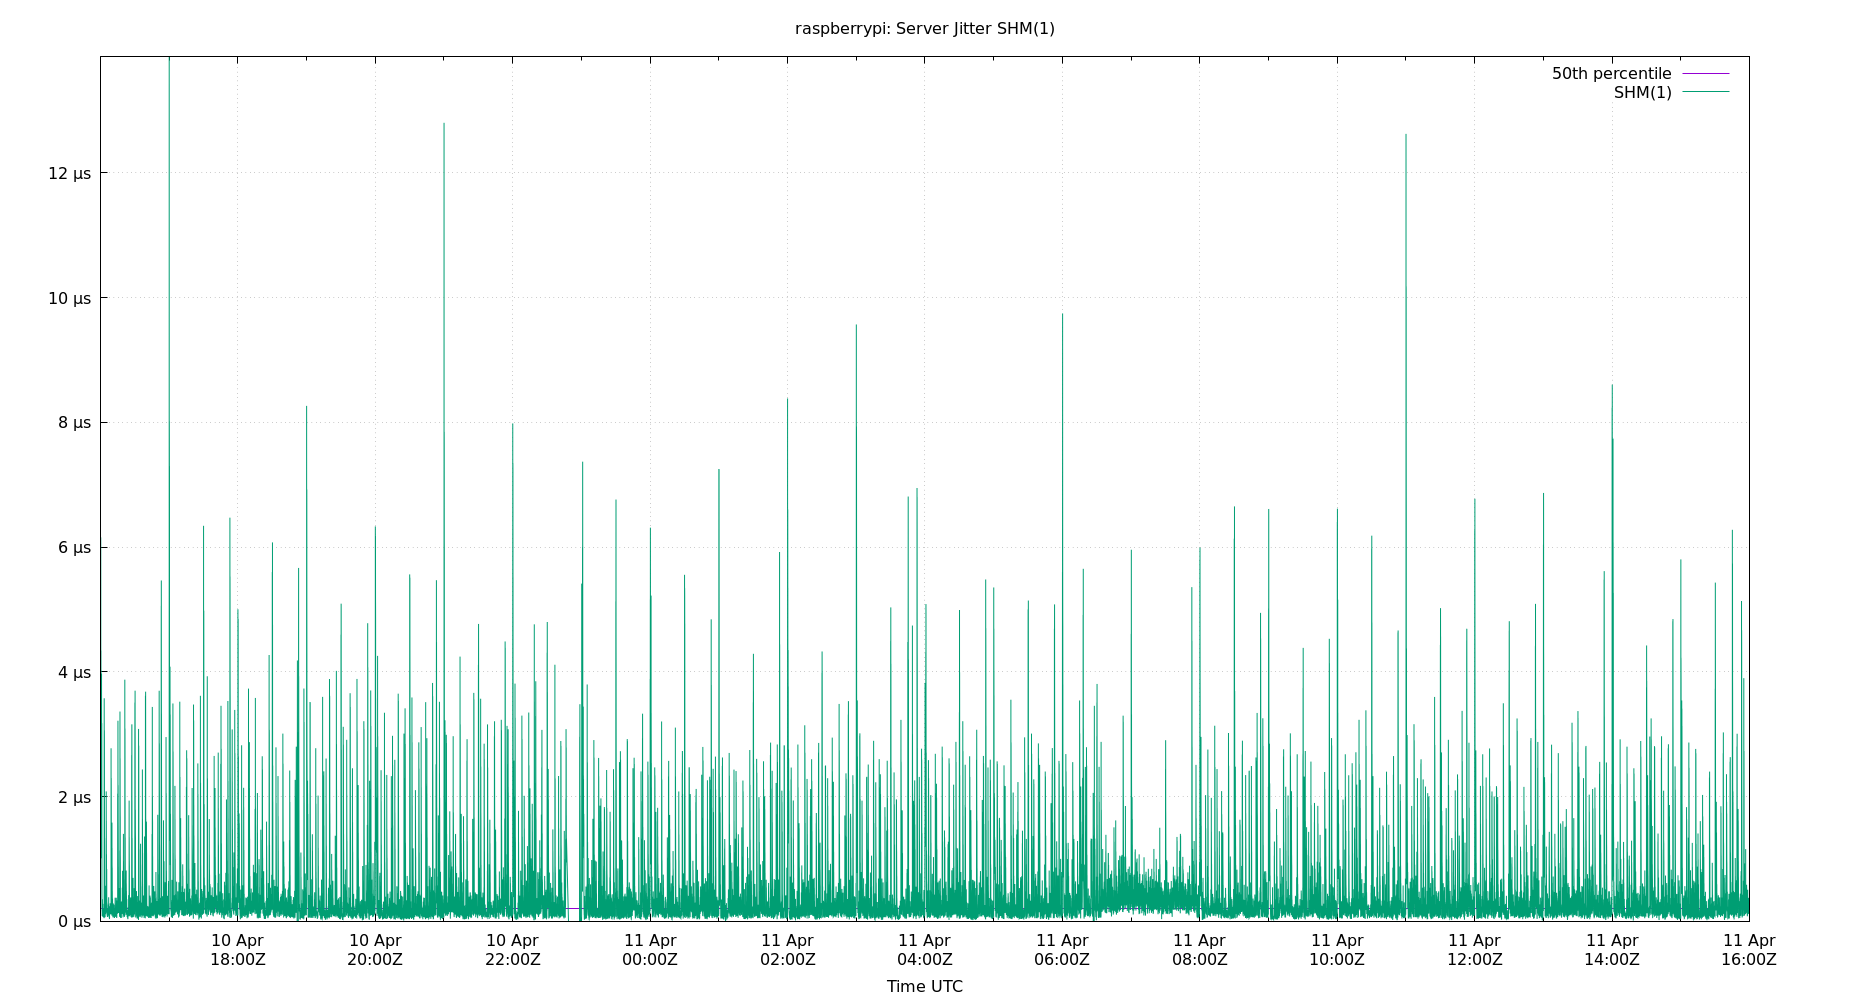 raspberrypi: Server Jitter SHM(1)
50th percentile
SHM(1)
12 µs
10 µs
8 µs
6 µs
4 µs
2 µs
0 µs
10 Apr 10 Apr 10 Apr 11 Apr 11 Apr 11 Apr 11 Apr 11 Apr 11 Apr 11 Apr 11 Apr 11 Apr
18:00Z 20:00Z 22:00Z 00:00Z 02:00Z 04:00Z 06:00Z 08:00Z 10:00Z 12:00Z 14:00Z 16:00Z
Time UTC